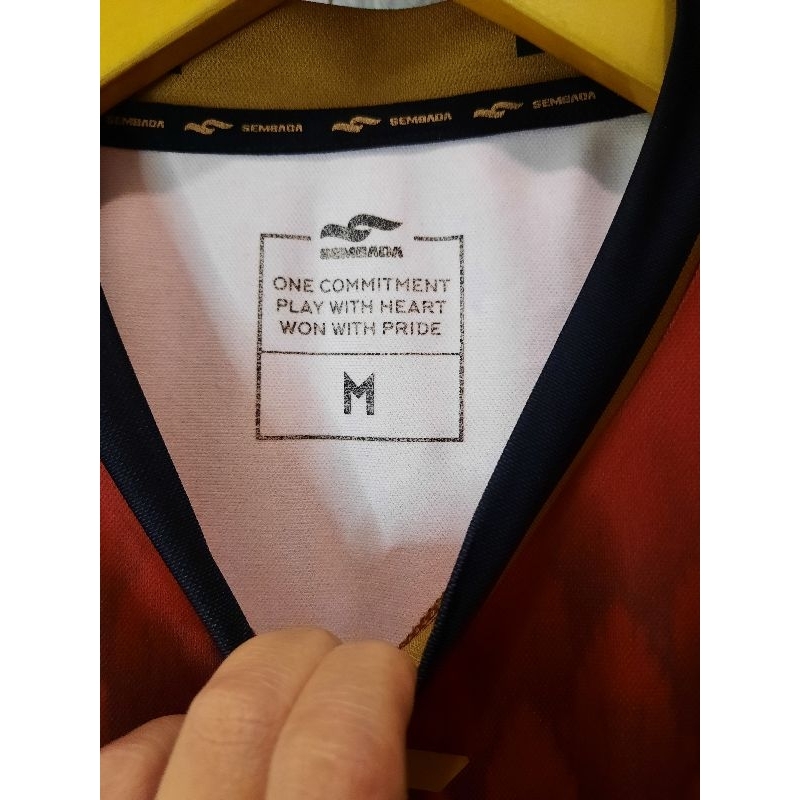 SEMBADA SEMBADA SEMBADA SEMBADA
SEMBADA
ONE COMMITMENT
PLAY WITH HEART
WON WITH PRIDE
M